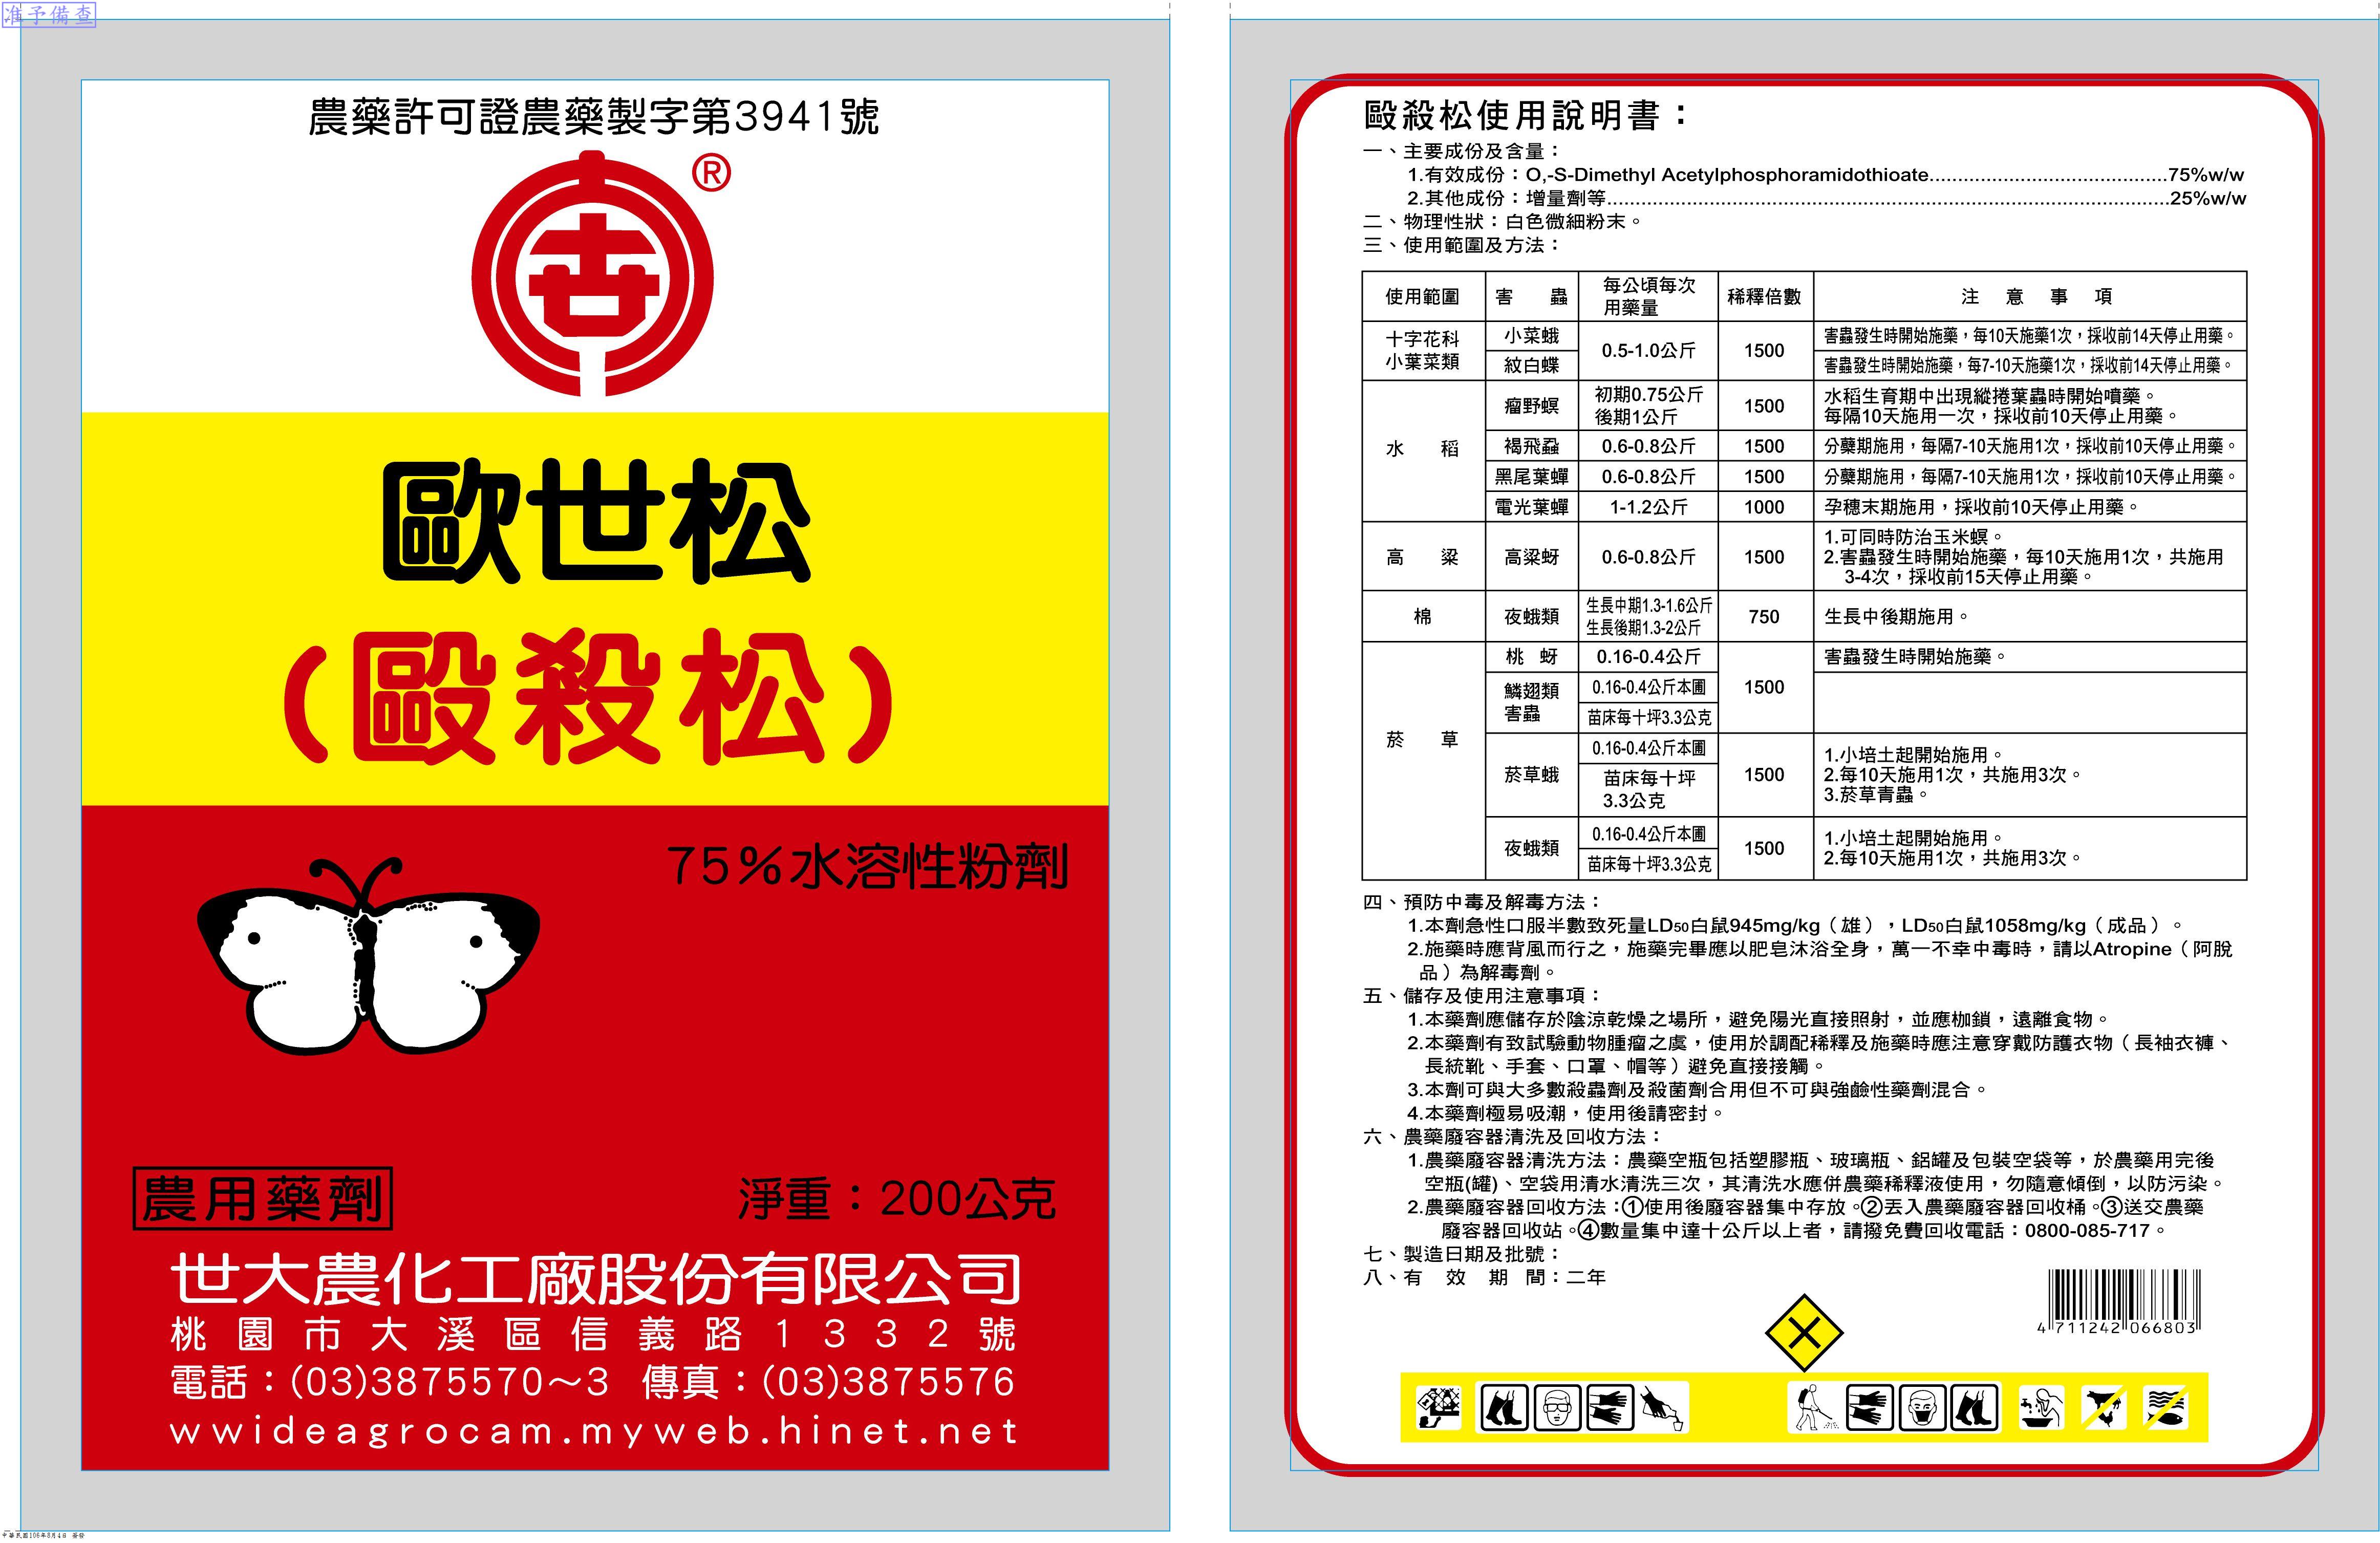 准予備查
農藥許可證農藥製字第3941號
®
歐世松
(毆殺松)
75%水溶性粉劑
農用藥劑
淨重：200公克
世大農化工廠股份有限公司
桃園市大溪區信義路1332號
電話：(03)3875570～3 傳真：(03)3875576
wwideagrocam.myweb.hinet.net
中華民國106年8月4日 簽發
毆殺松使用說明書：
一、主要成份及含量：
1.有效成份：O,-S-Dimethyl Acetylphosphoramidothioate..........................................75%w/w
2.其他成份：增量劑等...................................................................................................25%w/w
二、物理性狀：白色微細粉末。
三、使用範圍及方法：
使用範圍 害 蟲 每公頃每次用藥量 稀釋倍數 注 意 事 項
十字花科小葉菜類 小菜蛾 0.5-1.0公斤 1500 害蟲發生時開始施藥，每10天施藥1次，採收前14天停止用藥。
紋白蝶 害蟲發生時開始施藥，每7-10天施藥1次，採收前14天停止用藥。
水 稻 瘤野螟 初期0.75公斤 後期1公斤 1500 水稻生育期中出現縱捲葉蟲時開始噴藥。
每隔10天施用一次，採收前10天停止用藥。
褐飛蝨 0.6-0.8公斤 1500 分蘗期施用，每隔7-10天施用1次，採收前10天停止用藥。
黑尾葉蟬 0.6-0.8公斤 1500 分蘗期施用，每隔7-10天施用1次，採收前10天停止用藥。
電光葉蟬 1-1.2公斤 1000 孕穗末期施用，採收前10天停止用藥。
高 粱 高粱蚜 0.6-0.8公斤 1500 1.可同時防治玉米螟。
2.害蟲發生時開始施藥，每10天施用1次，共施用
3-4次，採收前15天停止用藥。
棉 夜蛾類 生長中期1.3-1.6公斤 生長後期1.3-2公斤 750 生長中後期施用。
菸 草 桃 蚜 0.16-0.4公斤 1500 害蟲發生時開始施藥。
鱗翅類害蟲 0.16-0.4公斤本圃
苗床每十坪3.3公克
菸草蛾 0.16-0.4公斤本圃 苗床每十坪3.3公克 1500 1.小培土起開始施用。
2.每10天施用1次，共施用3次。
3.菸草青蟲。
夜蛾類 0.16-0.4公斤本圃 苗床每十坪3.3公克 1500 1.小培土起開始施用。
2.每10天施用1次，共施用3次。
四、預防中毒及解毒方法：
1.本劑急性口服半數致死量LD50白鼠945mg/kg（雄），LD50白鼠1058mg/kg（成品）。
2.施藥時應背風而行之，施藥完畢應以肥皂沐浴全身，萬一不幸中毒時，請以Atropine（阿脫
品）為解毒劑。
五、儲存及使用注意事項：
1.本藥劑應儲存於陰涼乾燥之場所，避免陽光直接照射，並應枷鎖，遠離食物。
2.本藥劑有致試驗動物腫瘤之虞，使用於調配稀釋及施藥時應注意穿戴防護衣物（長袖衣褲、
長統靴、手套、口罩、帽等）避免直接接觸。
3.本劑可與大多數殺蟲劑及殺菌劑合用但不可與強鹼性藥劑混合。
4.本藥劑極易吸潮，使用後請密封。
六、農藥廢容器清洗及回收方法：
1.農藥廢容器清洗方法：農藥空瓶包括塑膠瓶、玻璃瓶、鋁罐及包裝空袋等，於農藥用完後
空瓶(罐)、空袋用清水清洗三次，其清洗水應併農藥稀釋液使用，勿隨意傾倒，以防污染。
2.農藥廢容器回收方法：①使用後廢容器集中存放。②丟入農藥廢容器回收桶。③送交農藥
廢容器回收站。④數量集中達十公斤以上者，請撥免費回收電話：0800-085-717。
七、製造日期及批號：
八、有 效 期 間：二年
4 711242 066803